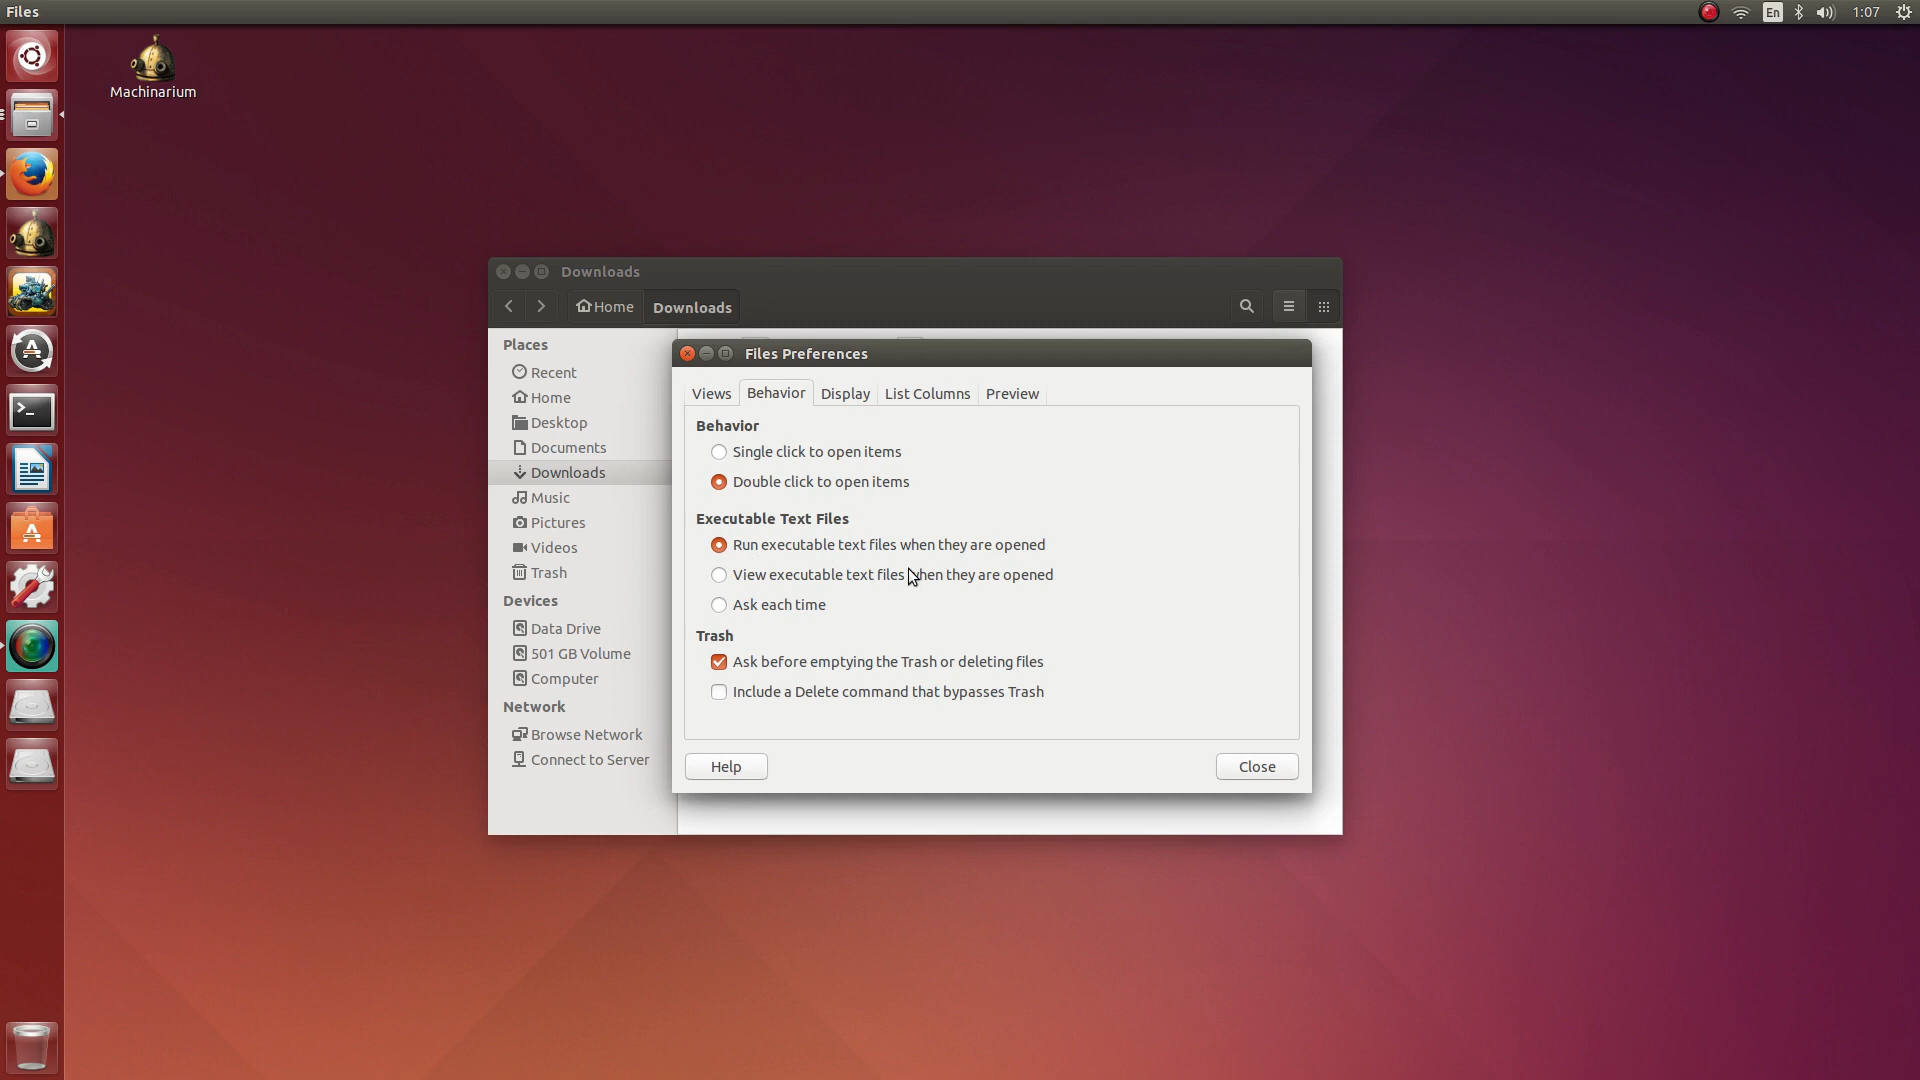 Files
En
1:07
Machinarium
Downloads
Home
Downloads
Places
Recent
Home
Desktop
Documents
Downloads
Music
Pictures
Videos
Trash
Devices
Data Drive
501 GB Volume
Computer
Network
Browse Network
Connect to Server
Files Preferences
Views Behavior Display List Columns Preview
Behavior
Single click to open items
Double click to open items
Executable Text Files
Run executable text files when they are opened
View executable text files when they are opened
Ask each time
Trash
Ask before emptying the Trash or deleting files
Include a Delete command that bypasses Trash
Help
Close